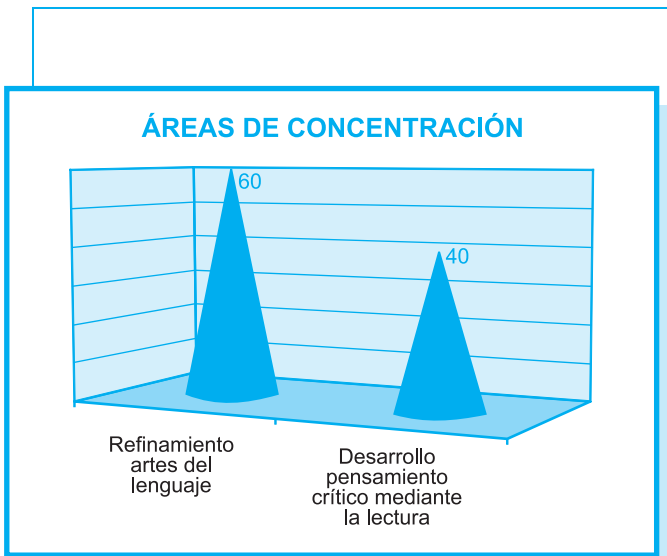 ÁREAS DE CONCENTRACIÓN
60
40
Refinamiento
artes del
lenguaje
Desarrollo
pensamiento
crítico mediante
la lectura